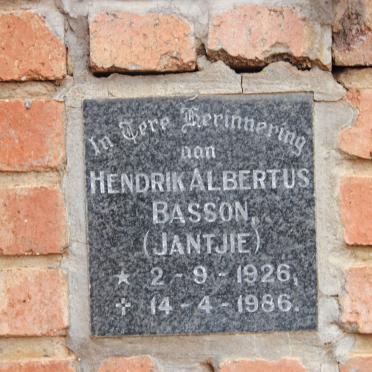 In Tere Herinnering
aan
HENDRIK ALBERTUS
BASSON,
(JANTJIE)
★ 2-9-1926,
✝ 14-4-1986.